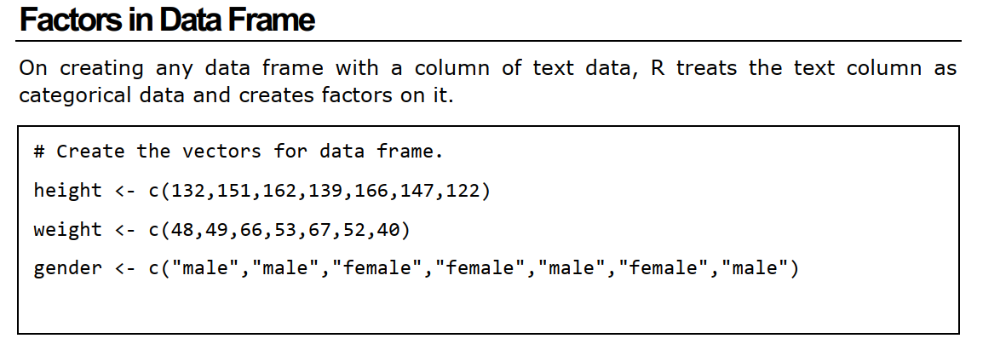 Factors in Data Frame
On creating any data frame with a column of text data, R treats the text column as
categorical data and creates factors on it.
# Create the vectors for data frame.
height <- c(132,151,162,139,166,147,122)
weight <- c(48,49,66,53,67,52,40)
gender <- c("male","male","female","female","male","female","male")